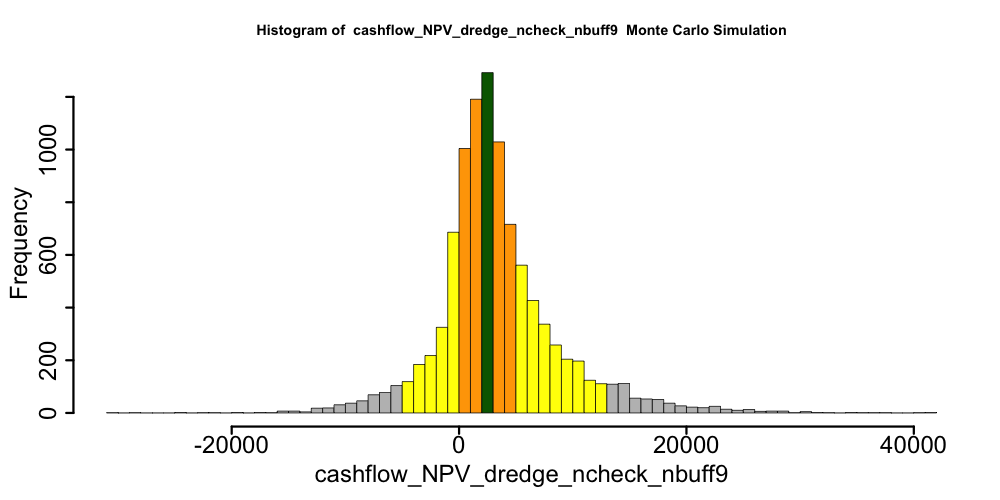 Histogram of cashflow_NPV_dredge_ncheck_nbuff9 Monte Carlo Simulation
Frequency
1000
600
200
0
-20000 0 20000 40000
cashflow_NPV_dredge_ncheck_nbuff9